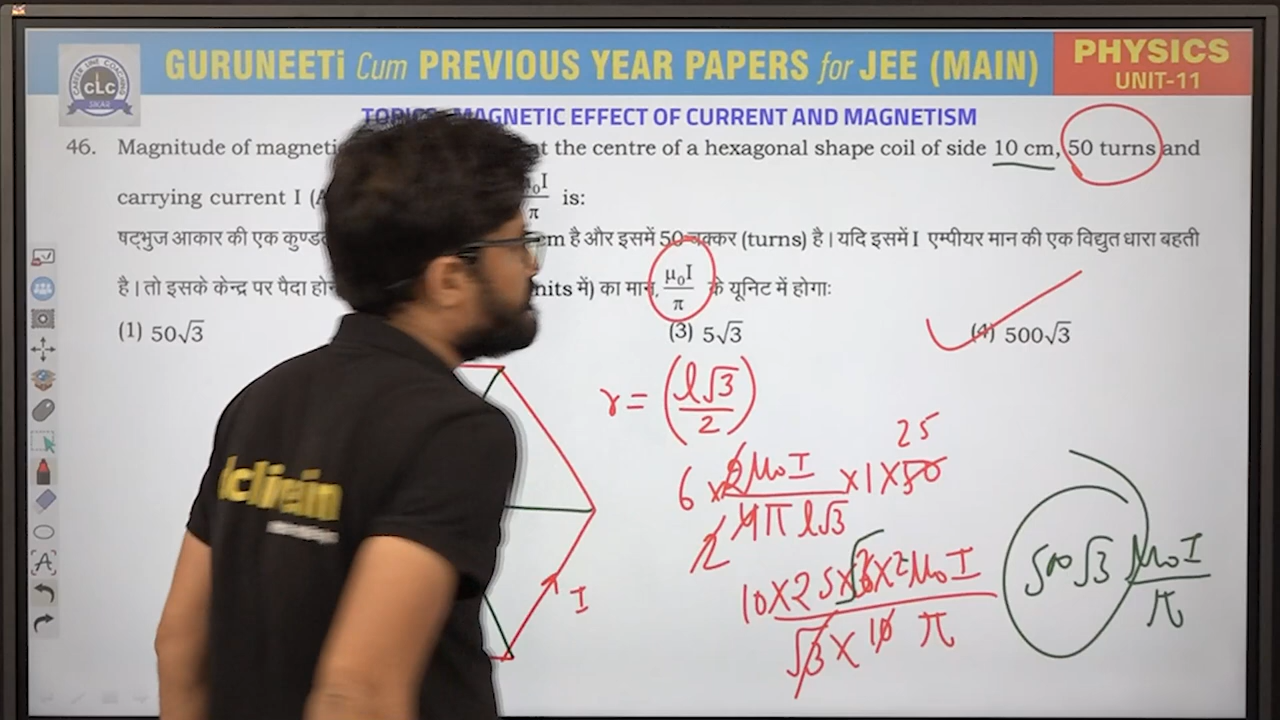 GURUNEETi Cum PREVIOUS YEAR PAPERS for JEE (MAIN)
PHYSICS
UNIT-11
CLC
SIKAR
MAGNETIC EFFECT OF CURRENT AND MAGNETISM
46. Magnitude of magneti at the centre of a hexagonal shape coil of side 10 cm, 50 turns and
carrying current I ( μ₀I/π is:
षट्भुज आकार की एक कुण्ड cm है और इसमें 50 चक्कर (turns) है। यदि इसमें I एम्पीयर मान की एक विद्युत धारा बहती
है। तो इसके केन्द्र पर पैदा nits में) का मान, μ₀I/π के यूनिट में होगाः
(1) 50√3 (3) 5√3 (4) 500√3
r = (l√3/2)
25
6 × 2μ₀I/4πl√3 × 1 × 50
2
10×25×√3×2μ₀I/√3×10 π
500√3 μ₀I/π
I